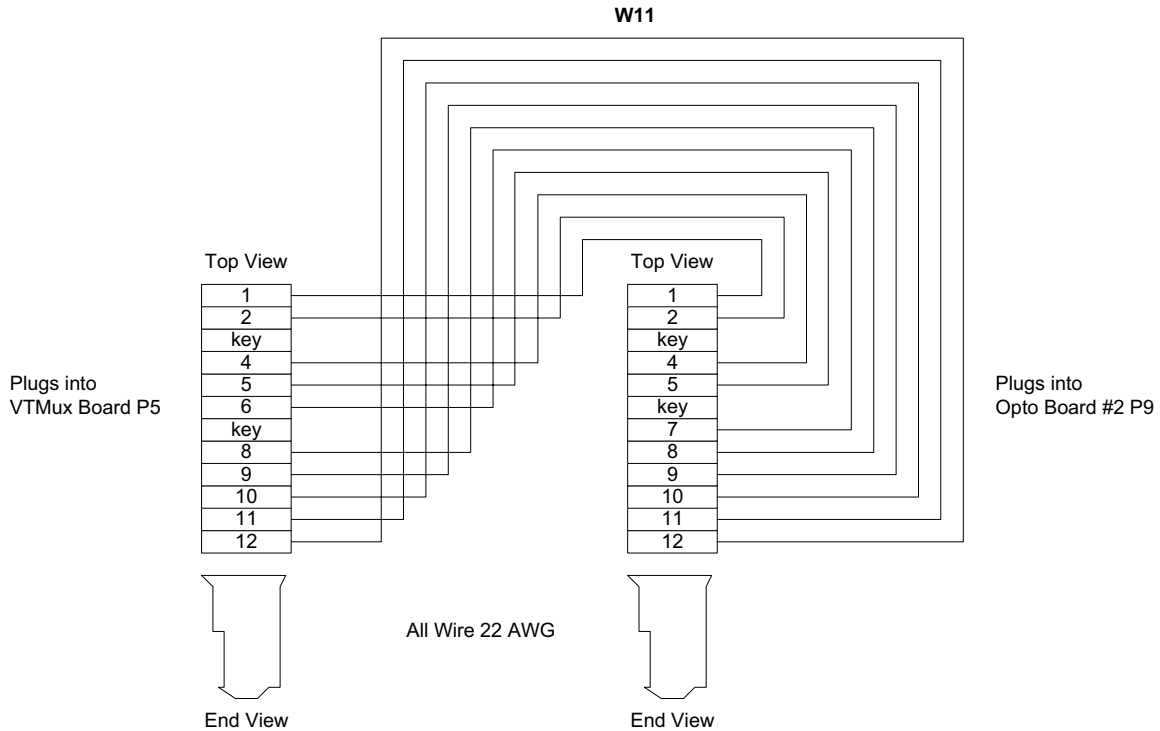 W11
Top View
1
2
key
4
5
6
key
8
9
10
11
12
Plugs into
VTMux Board P5
End View
All Wire 22 AWG
Top View
1
2
key
4
5
key
7
8
9
10
11
12
Plugs into
Opto Board #2 P9
End View